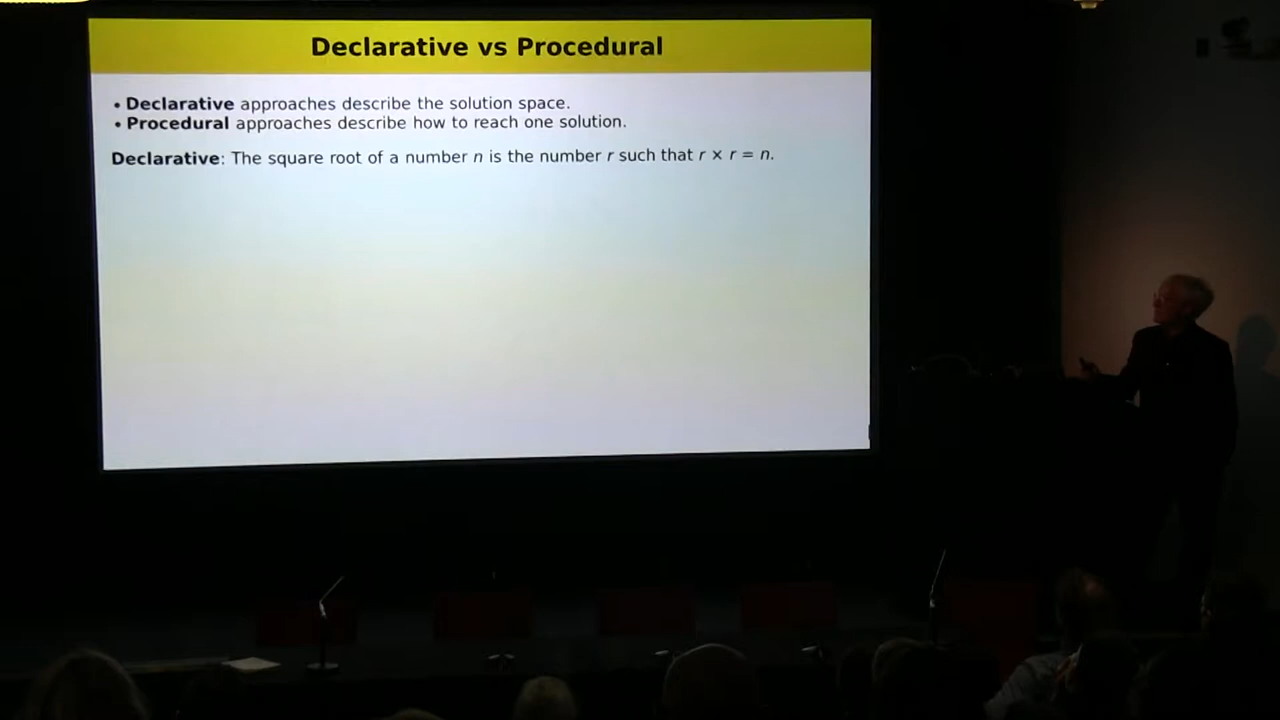 Declarative vs Procedural
• Declarative approaches describe the solution space.
• Procedural approaches describe how to reach one solution.
Declarative: The square root of a number n is the number r such that r × r = n.